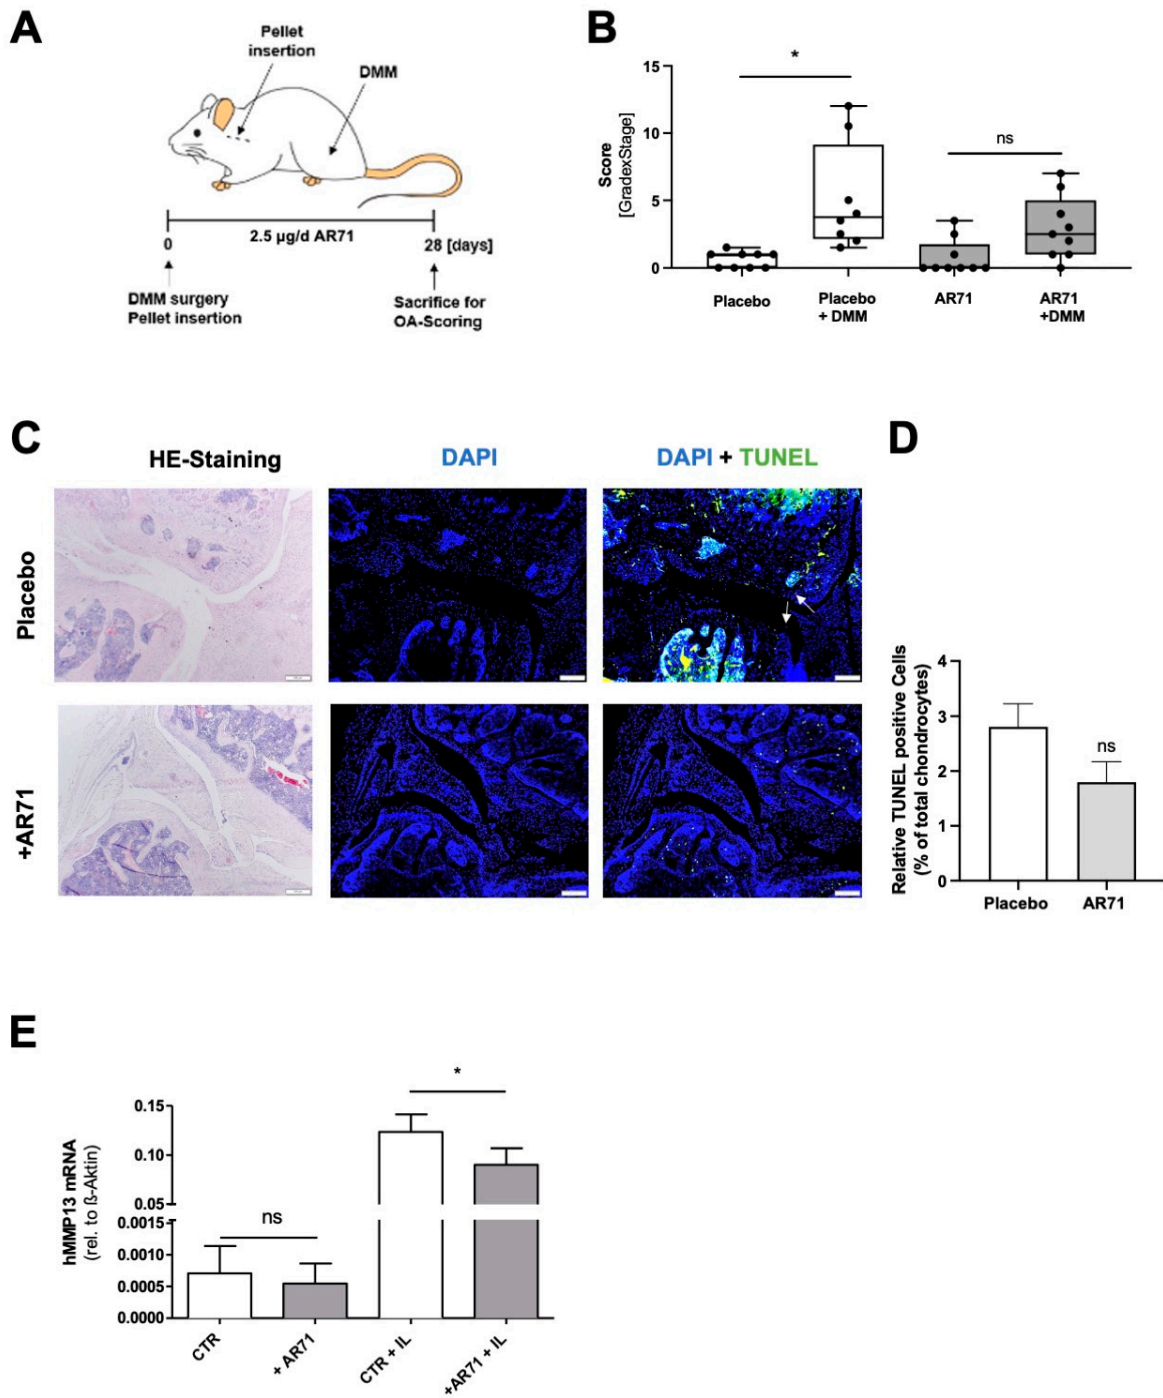 A
Pellet
insertion
DMM
0
2.5 µg/d AR71
28 [days]
DMM surgery
Pellet insertion
Sacrifice for
OA-Scoring
B
Score
[GradexStage]
15
10
5
0
*
ns
Placebo
Placebo
+ DMM
AR71
AR71
+DMM
C
HE-Staining
DAPI
DAPI + TUNEL
Placebo
+AR71
D
Relative TUNEL positive Cells
(% of total chondrocytes)
4
3
2
1
0
ns
Placebo
AR71
E
hMMP13 mRNA
(rel. to ß-Aktin)
0.15
0.10
0.05
0.0015
0.0010
0.0005
0.0000
ns
*
CTR
+ AR71
CTR + IL
+AR71 + IL